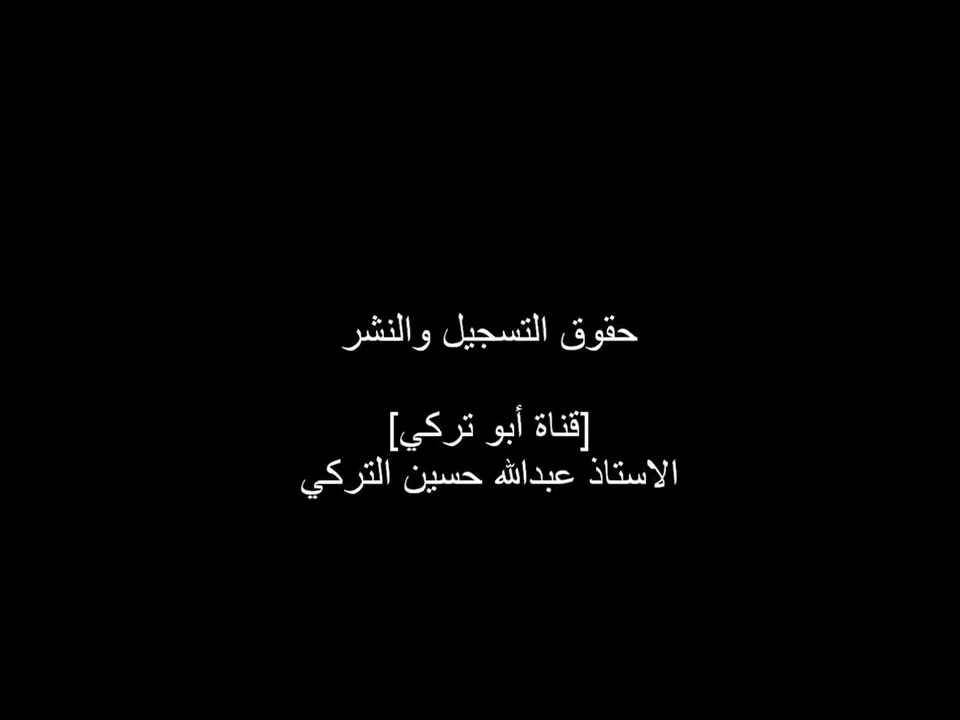 حقوق التسجيل والنشر
[قناة أبو تركي]
الاستاذ عبدالله حسين التركي